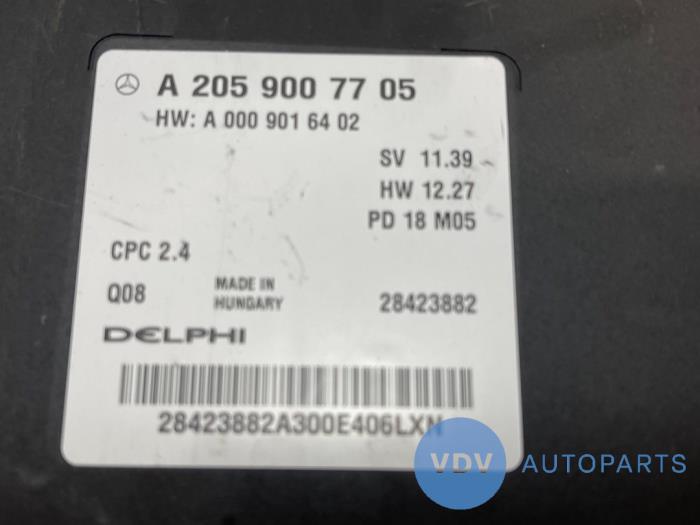 A 205 900 77 05
HW: A 000 901 64 02
SV 11.39
HW 12.27
PD 18 M05
CPC 2.4
Q08
MADE IN
HUNGARY
28423882
DELPHI
28423882A300E406LXN
VDV AUTOPARTS